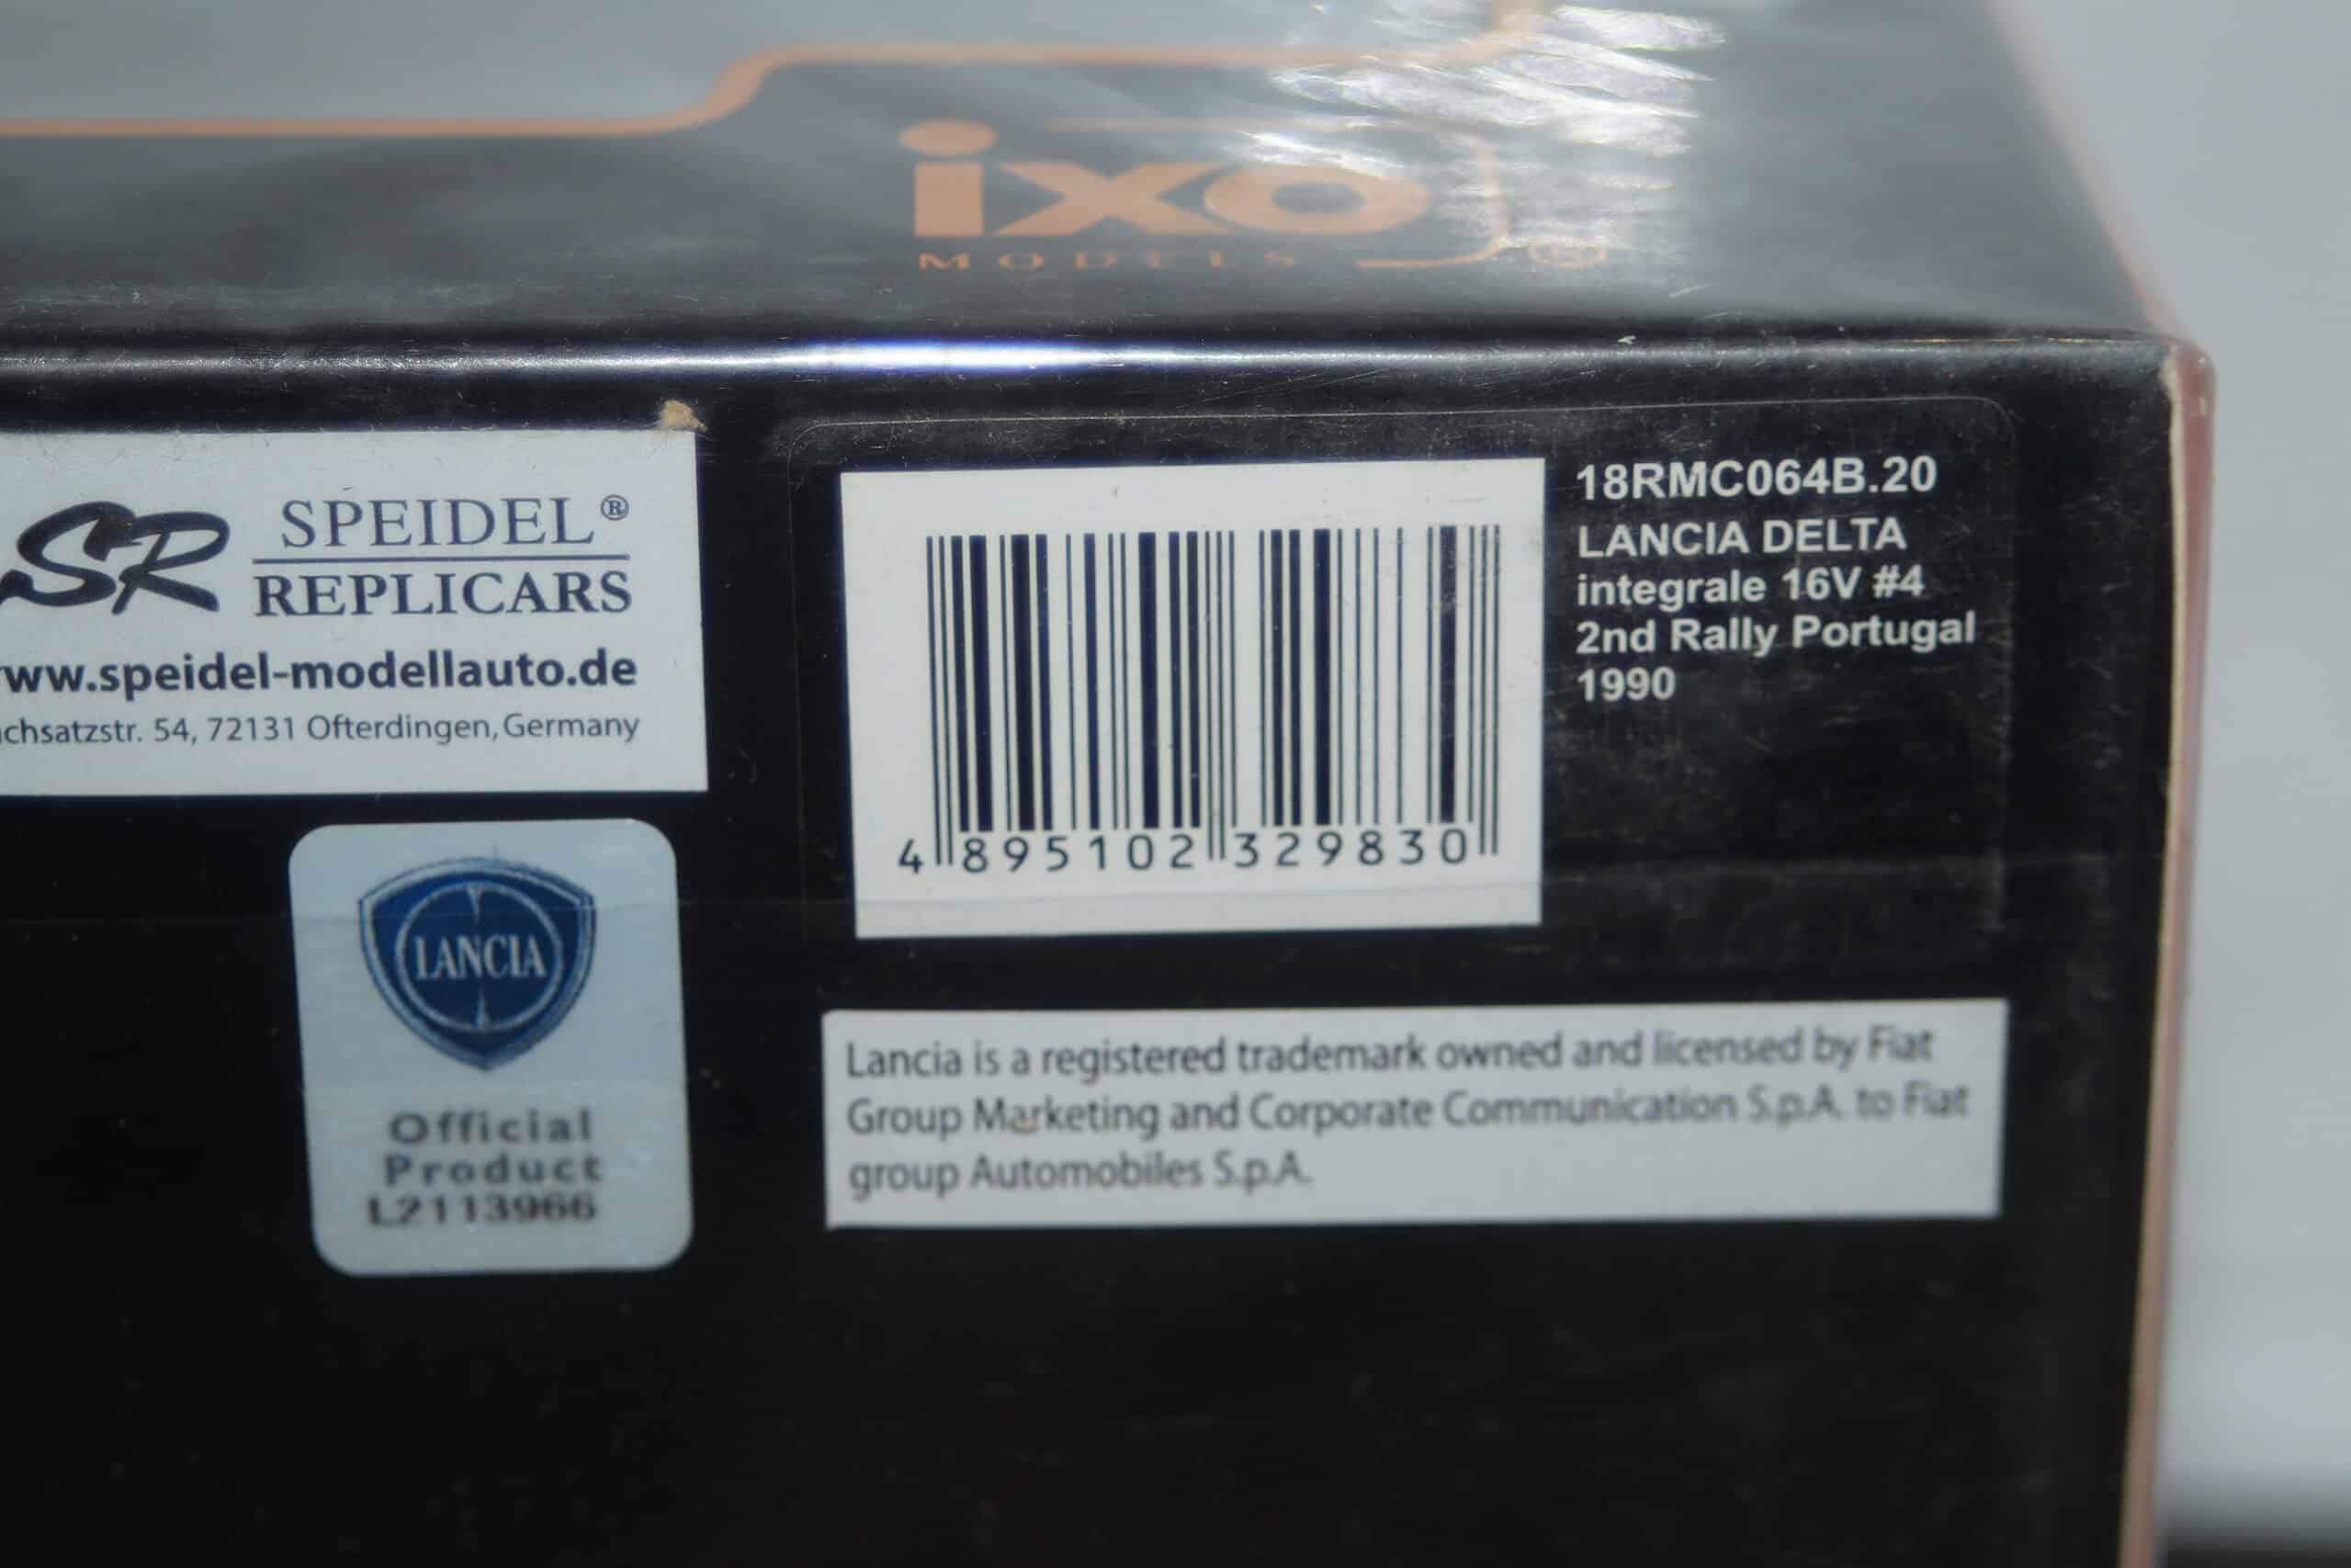 ixo
MODELS ®
SR SPEIDEL®
REPLICARS
ww.speidel-modellauto.de
chsatzstr. 54, 72131 Ofterdingen, Germany
18RMC064B.20
LANCIA DELTA
integrale 16V #4
2nd Rally Portugal
1990
4 895102 329830
LANCIA
Official
Product
L2113966
Lancia is a registered trademark owned and licensed by Fiat
Group Marketing and Corporate Communication S.p.A. to Fiat
group Automobiles S.p.A.